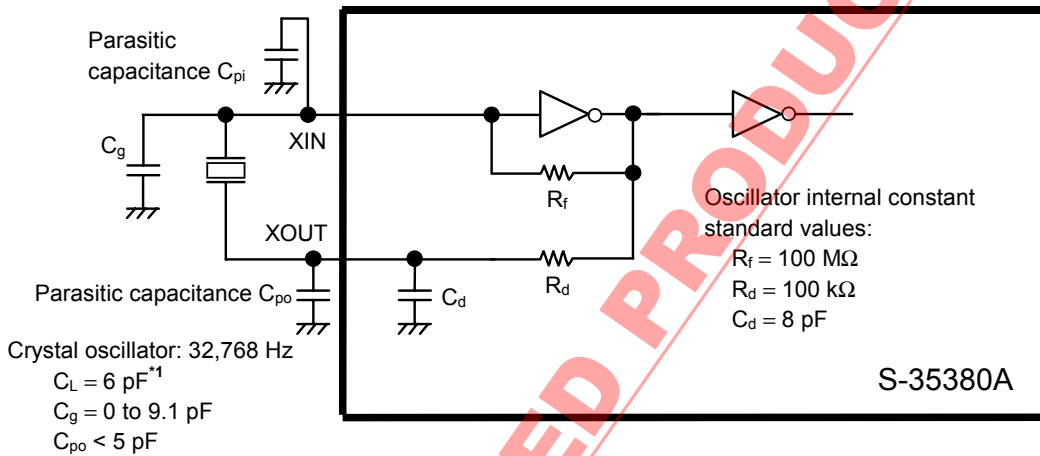 Parasitic
capacitance Cpi
Cg
XIN
Rf
XOUT
Rd
Cd
Parasitic capacitance Cpo
Oscillator internal constant
standard values:
Rf = 100 MΩ
Rd = 100 kΩ
Cd = 8 pF
Crystal oscillator: 32,768 Hz
CL = 6 pF*1
Cg = 0 to 9.1 pF
Cpo < 5 pF
S-35380A
ED PRODUC